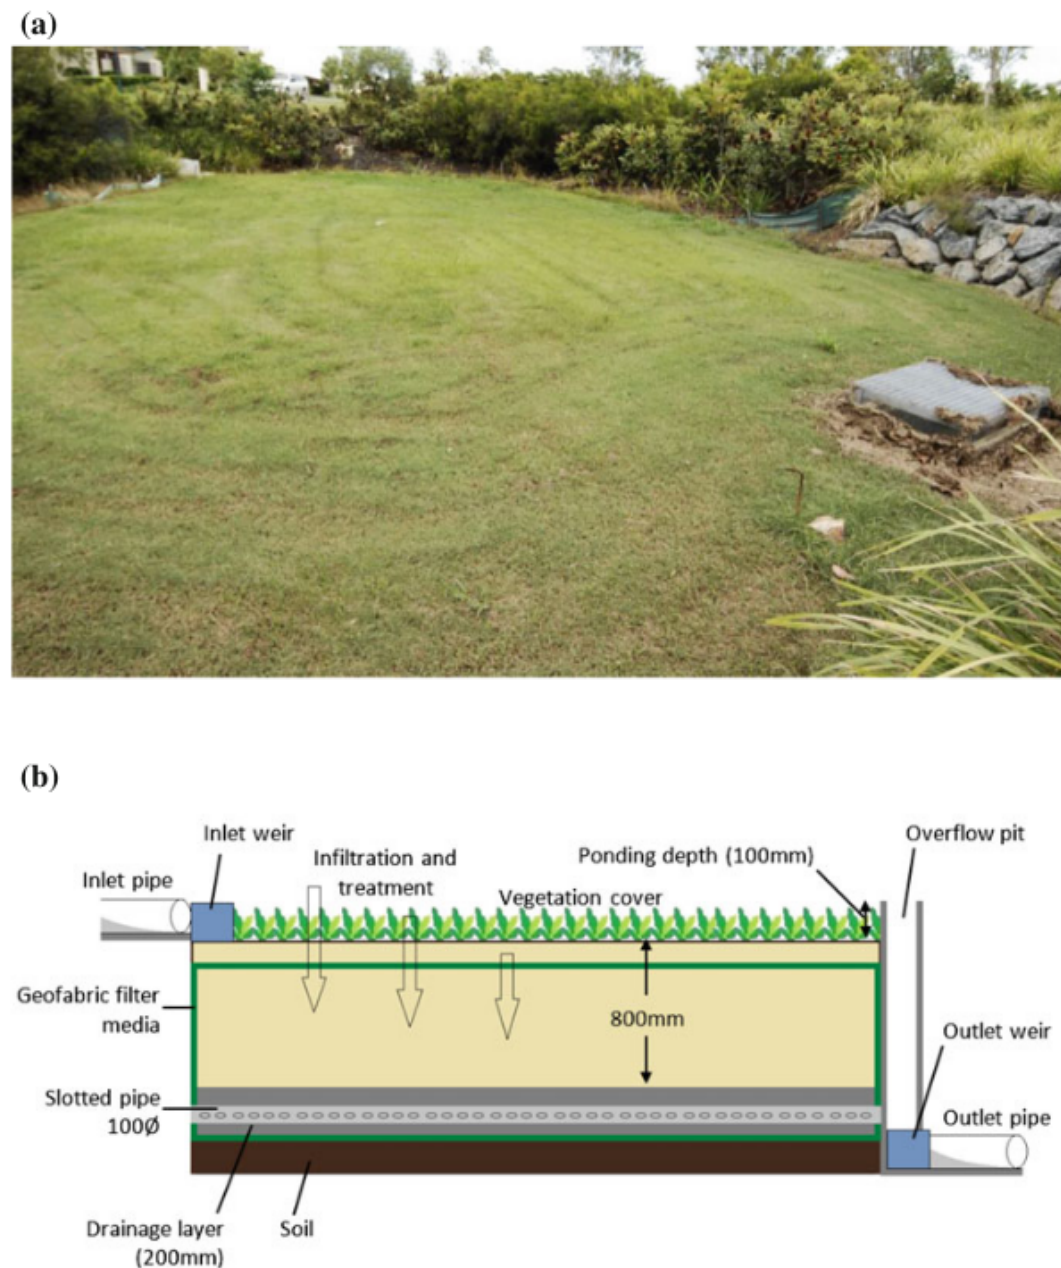 (a)
(b)
Inlet weir
Overflow pit
Infiltration and
treatment
Ponding depth (100mm)
Inlet pipe
Vegetation cover
Geofabric filter
media
800mm
Outlet weir
Slotted pipe
100Ø
Outlet pipe
Drainage layer
(200mm)
Soil